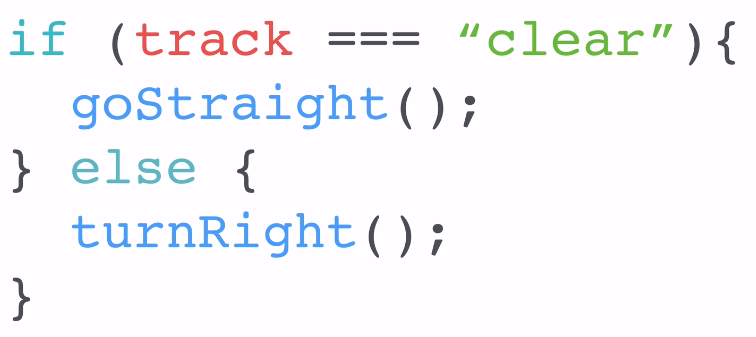 if (track === “clear”){
goStraight();
} else {
turnRight();
}